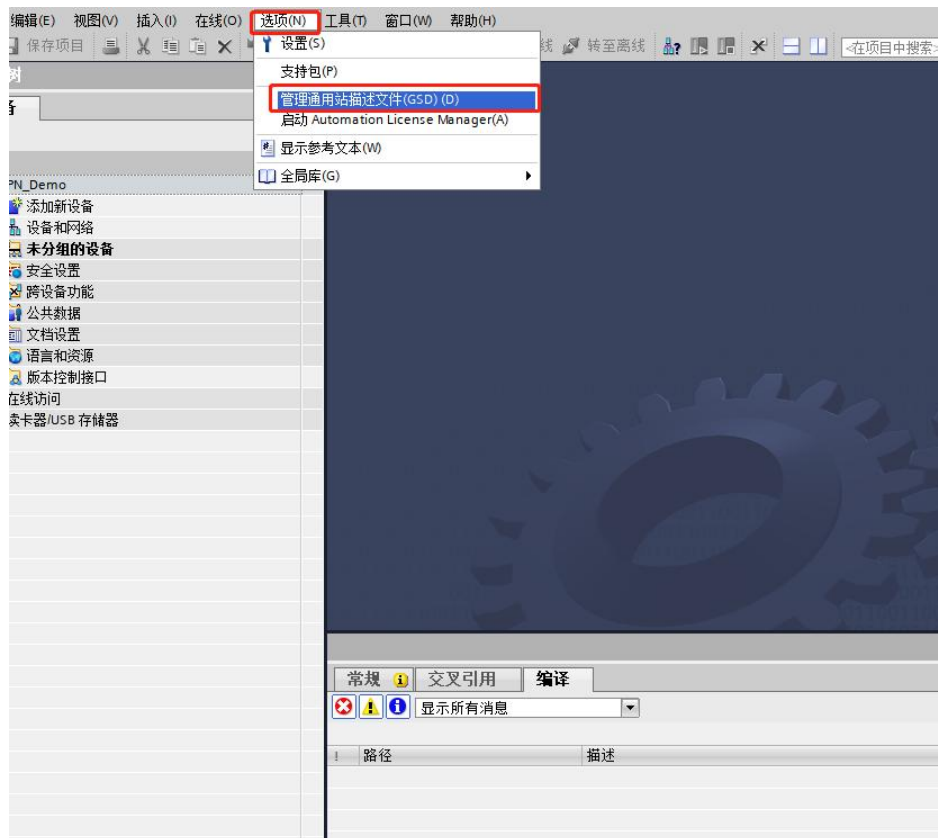 编辑(E) 视图(V) 插入(I) 在线(O) 选项(N) 工具(T) 窗口(W) 帮助(H)
保存项目 转至离线 <在项目中搜索>
设置(S)
支持包(P)
管理通用站描述文件(GSD) (D)
启动 Automation License Manager(A)
显示参考文本(W)
全局库(G)
PN_Demo
添加新设备
设备和网络
未分组的设备
安全设置
跨设备功能
公共数据
文档设置
语言和资源
版本控制接口
在线访问
读卡器/USB 存储器
常规 交叉引用 编译
显示所有消息
! 路径 描述